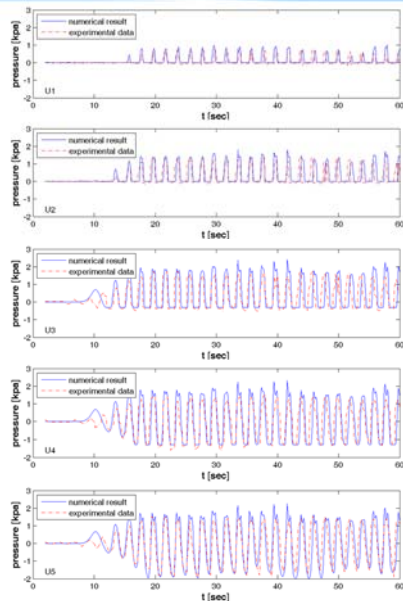 3
2
1
0
-1
-2
pressure [kpa]
numerical result
experimental data
U1
0 10 20 30 40 50 60
t [sec]
3
2
1
0
-1
-2
pressure [kpa]
numerical result
experimental data
U2
0 10 20 30 40 50 60
t [sec]
3
2
1
0
-1
-2
pressure [kpa]
numerical result
experimental data
U3
0 10 20 30 40 50 60
t [sec]
3
2
1
0
-1
-2
pressure [kpa]
numerical result
experimental data
U4
0 10 20 30 40 50 60
t [sec]
3
2
1
0
-1
-2
pressure [kpa]
numerical result
experimental data
U5
0 10 20 30 40 50 60
t [sec]